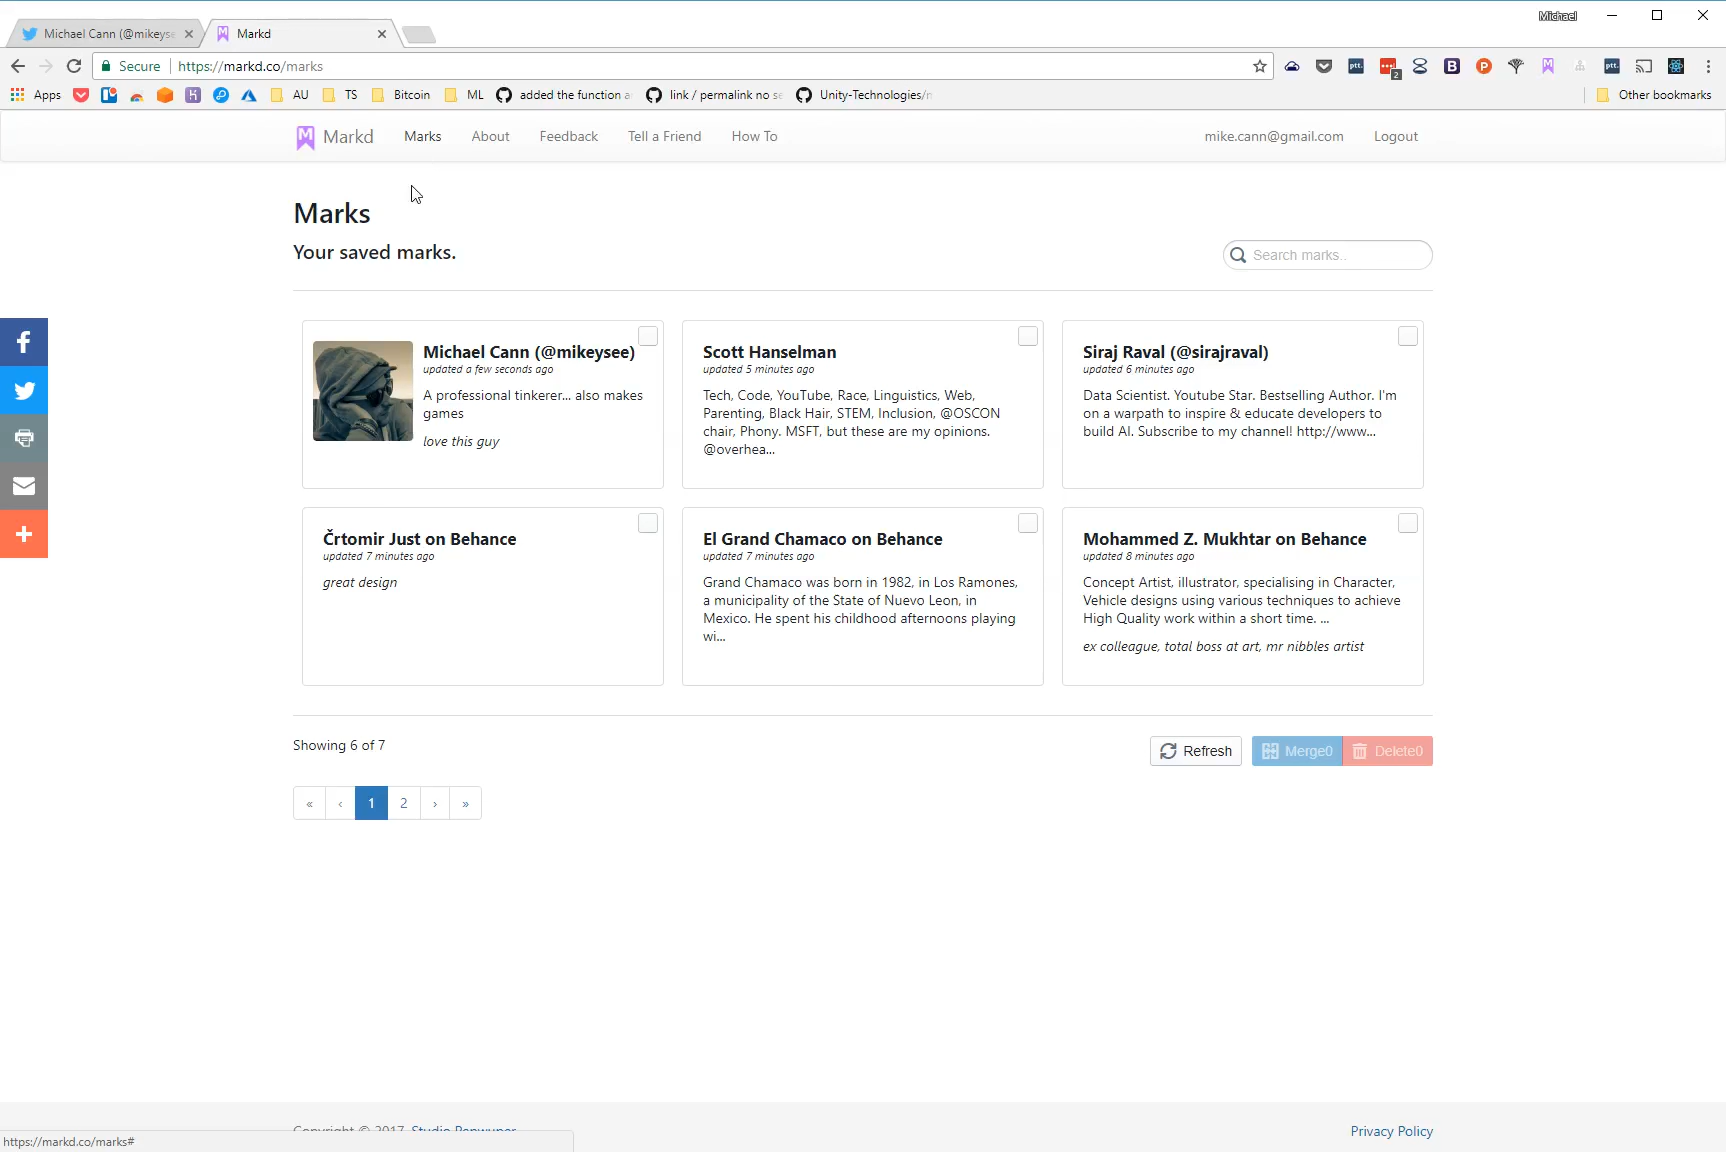 Michael
Michael Cann (@mikeyse
Markd
Secure
https://markd.co/marks
ptt.
2
B
P
ptt.
Apps
AU
TS
Bitcoin
ML
added the function a
link / permalink no se
Unity-Technologies/m
Other bookmarks
Markd
Marks
About
Feedback
Tell a Friend
How To
mike.cann@gmail.com
Logout
Marks
Your saved marks.
Search marks..
Michael Cann (@mikeysee)
updated a few seconds ago
A professional tinkerer... also makes
games
love this guy
Scott Hanselman
updated 5 minutes ago
Tech, Code, YouTube, Race, Linguistics, Web,
Parenting, Black Hair, STEM, Inclusion, @OSCON
chair, Phony. MSFT, but these are my opinions.
@overhea...
Siraj Raval (@sirajraval)
updated 6 minutes ago
Data Scientist. Youtube Star. Bestselling Author. I'm
on a warpath to inspire & educate developers to
build AI. Subscribe to my channel! http://www...
Črtomir Just on Behance
updated 7 minutes ago
great design
El Grand Chamaco on Behance
updated 7 minutes ago
Grand Chamaco was born in 1982, in Los Ramones,
a municipality of the State of Nuevo Leon, in
Mexico. He spent his childhood afternoons playing
wi...
Mohammed Z. Mukhtar on Behance
updated 8 minutes ago
Concept Artist, illustrator, specialising in Character,
Vehicle designs using various techniques to achieve
High Quality work within a short time. ...
ex colleague, total boss at art, mr nibbles artist
Showing 6 of 7
Refresh
Merge0
Delete0
« ‹ 1 2 › »
Copyright © 2017 Studio Penwuper
Privacy Policy
https://markd.co/marks#